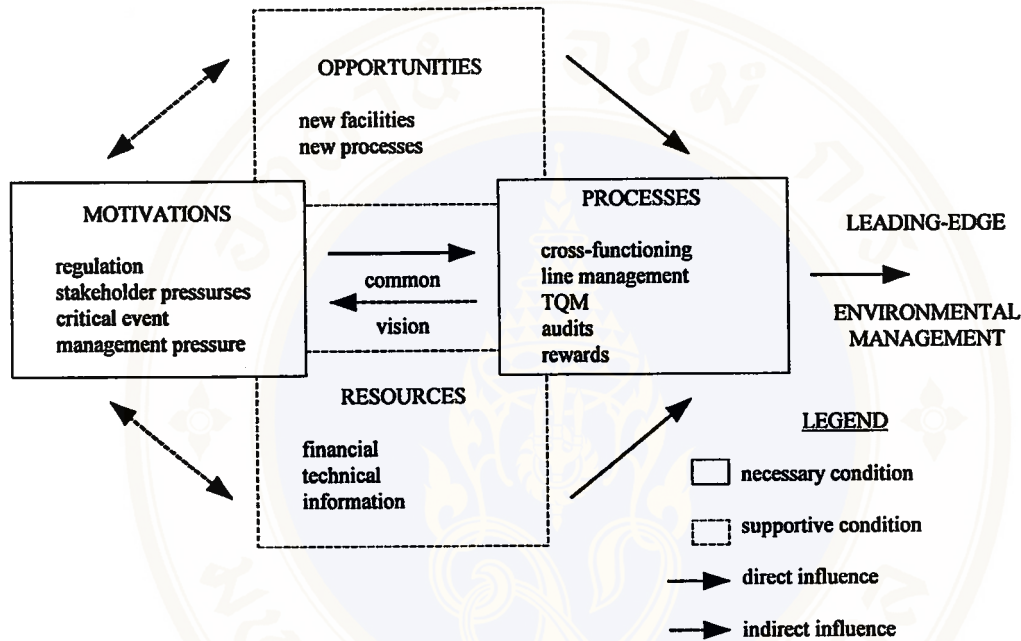 OPPORTUNITIES
new facilities
new processes
MOTIVATIONS
regulation
stakeholder pressurses
critical event
management pressure
common
vision
PROCESSES
cross-functioning
line management
TQM
audits
rewards
LEADING-EDGE
ENVIRONMENTAL
MANAGEMENT
RESOURCES
financial
technical
information
LEGEND
necessary condition
supportive condition
direct influence
indirect influence